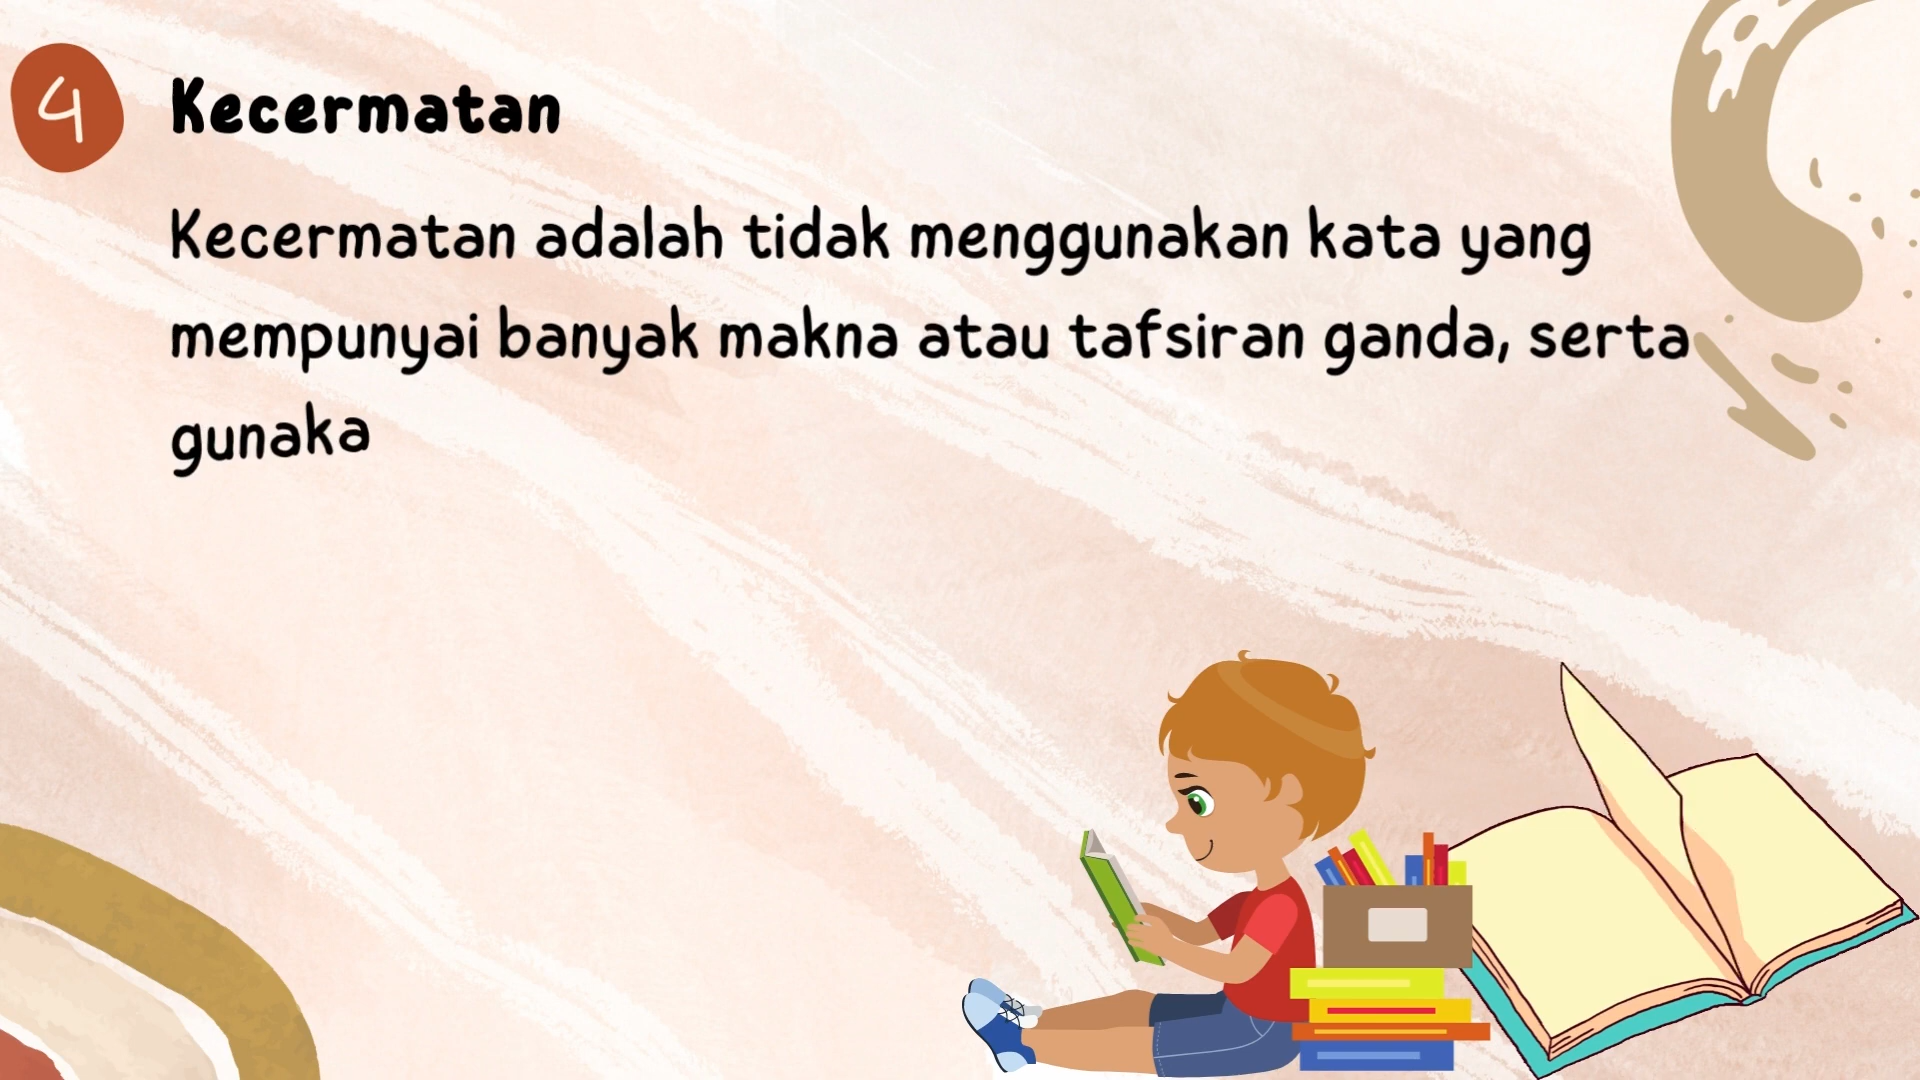 4 Kecermatan
Kecermatan adalah tidak menggunakan kata yang
mempunyai banyak makna atau tafsiran ganda, serta
gunaka